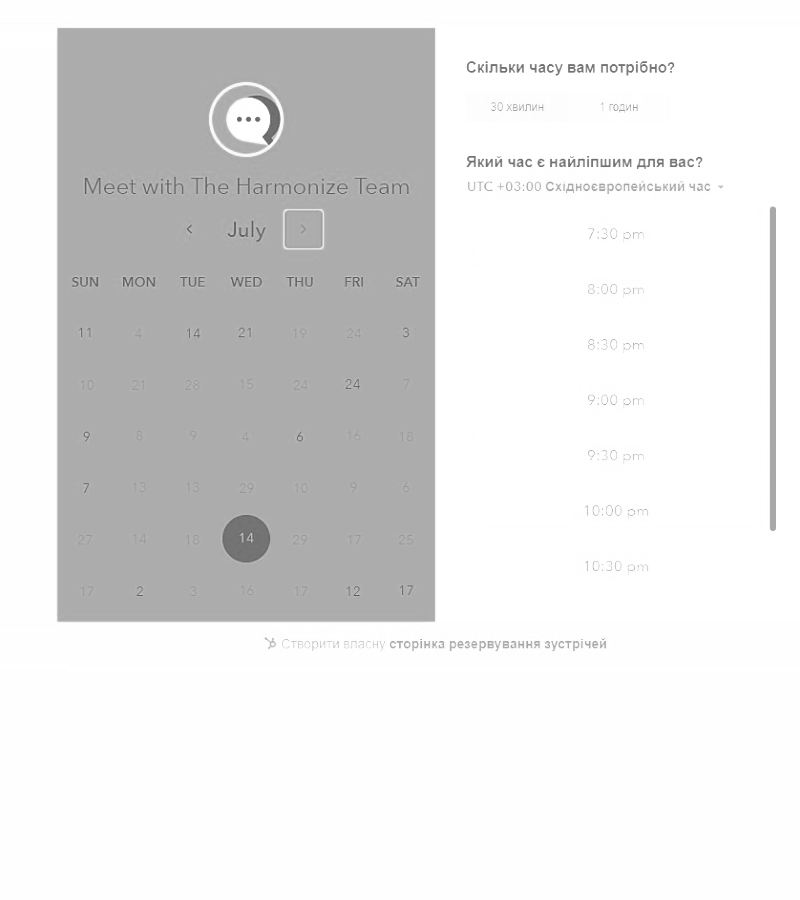 Meet with The Harmonize Team
July
SUN MON TUE WED THU FRI SAT
11 4 14 21 19 24 3
10 21 28 15 24 24 7
9 8 9 4 6 16 18
7 13 13 29 10 9 6
27 14 18 14 29 17 25
17 2 3 16 17 12 17
Скільки часу вам потрібно?
30 хвилин 1 годин
Який час є найліпшим для вас?
UTC +03:00 Східноєвропейський час
7:30 pm
8:00 pm
8:30 pm
9:00 pm
9:30 pm
10:00 pm
10:30 pm
Створити власну сторінка резервування зустрічей